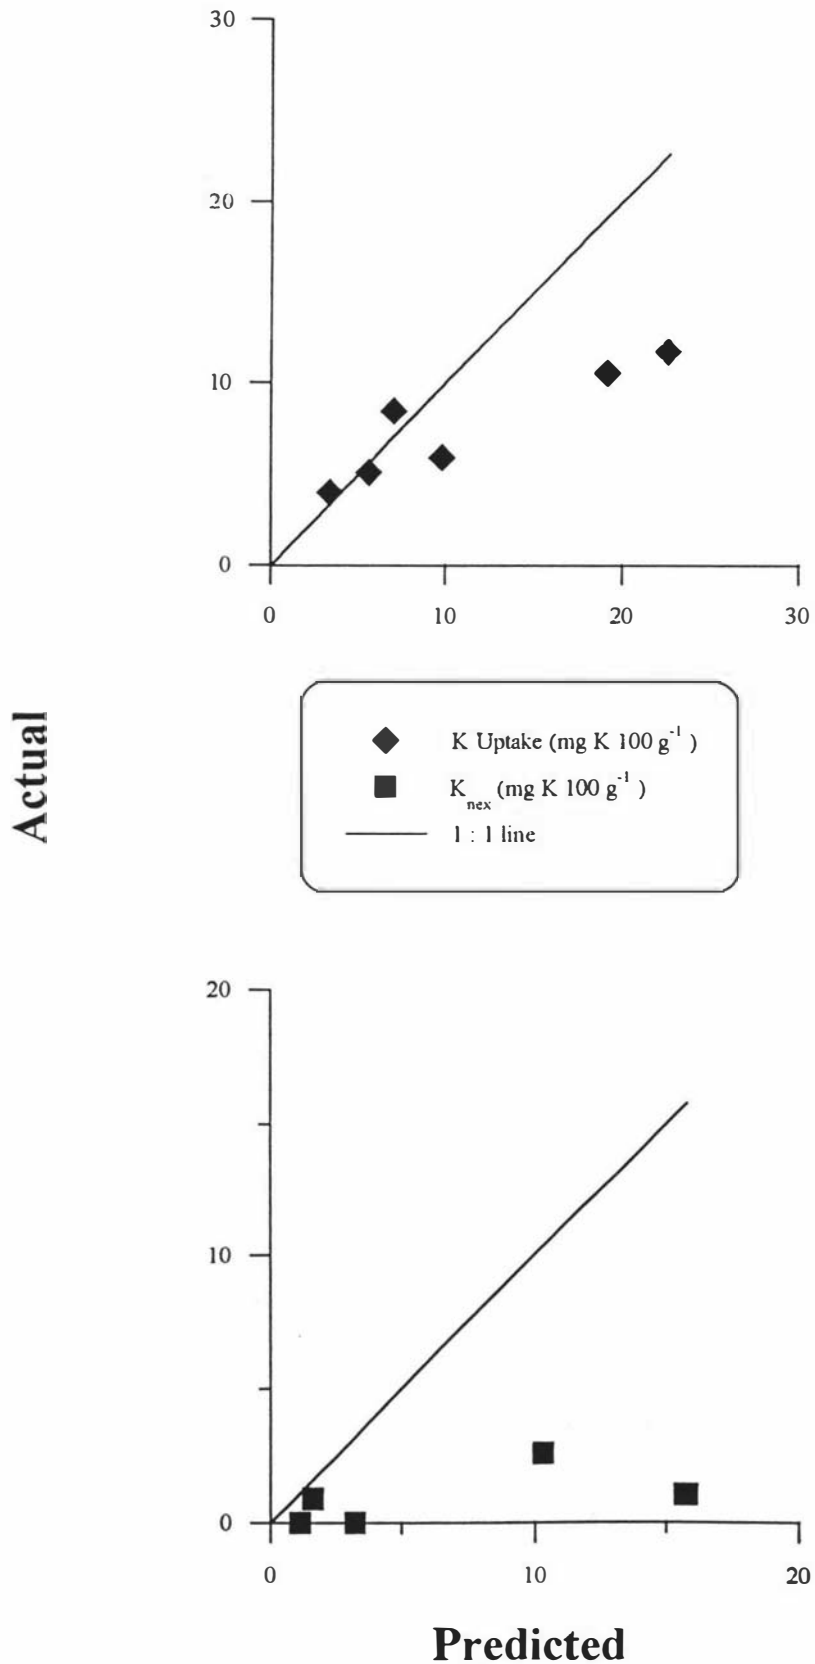 30
20
10
0
0 10 20 30
Actual
K Uptake (mg K 100 g⁻¹ )
Kₙₑₓ (mg K 100 g⁻¹ )
1 : 1 line
20
10
0
0 10 20
Predicted